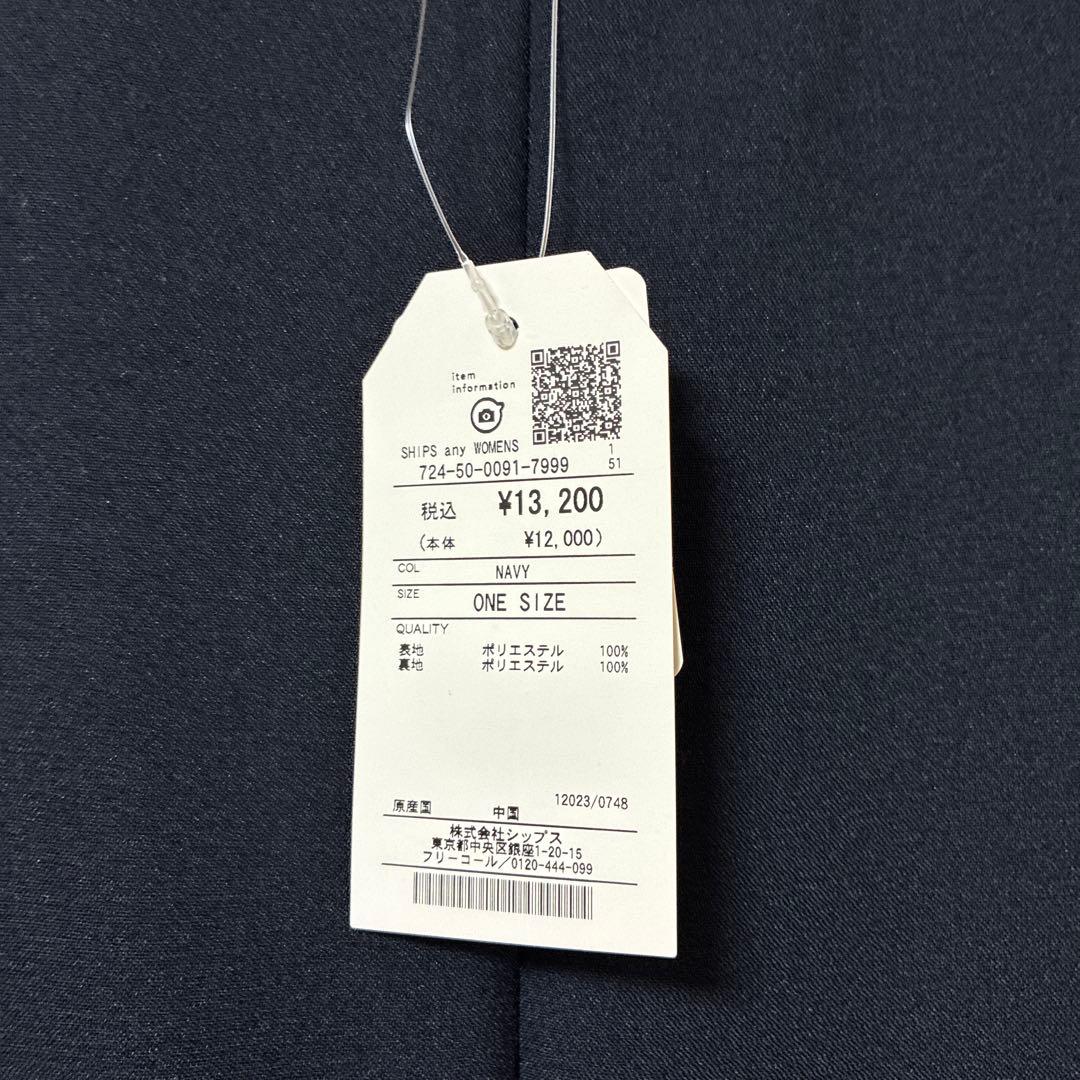 item
information
SHIPS any WOMENS 1
724-50-0091-7999 51
税込 ¥13,200
(本体 ¥12,000)
COL NAVY
SIZE ONE SIZE
QUALITY
表地 ポリエステル 100%
裏地 ポリエステル 100%
12023/0748
原産国 中国
株式会社シップス
東京都中央区銀座1-20-15
フリーコール/0120-444-099